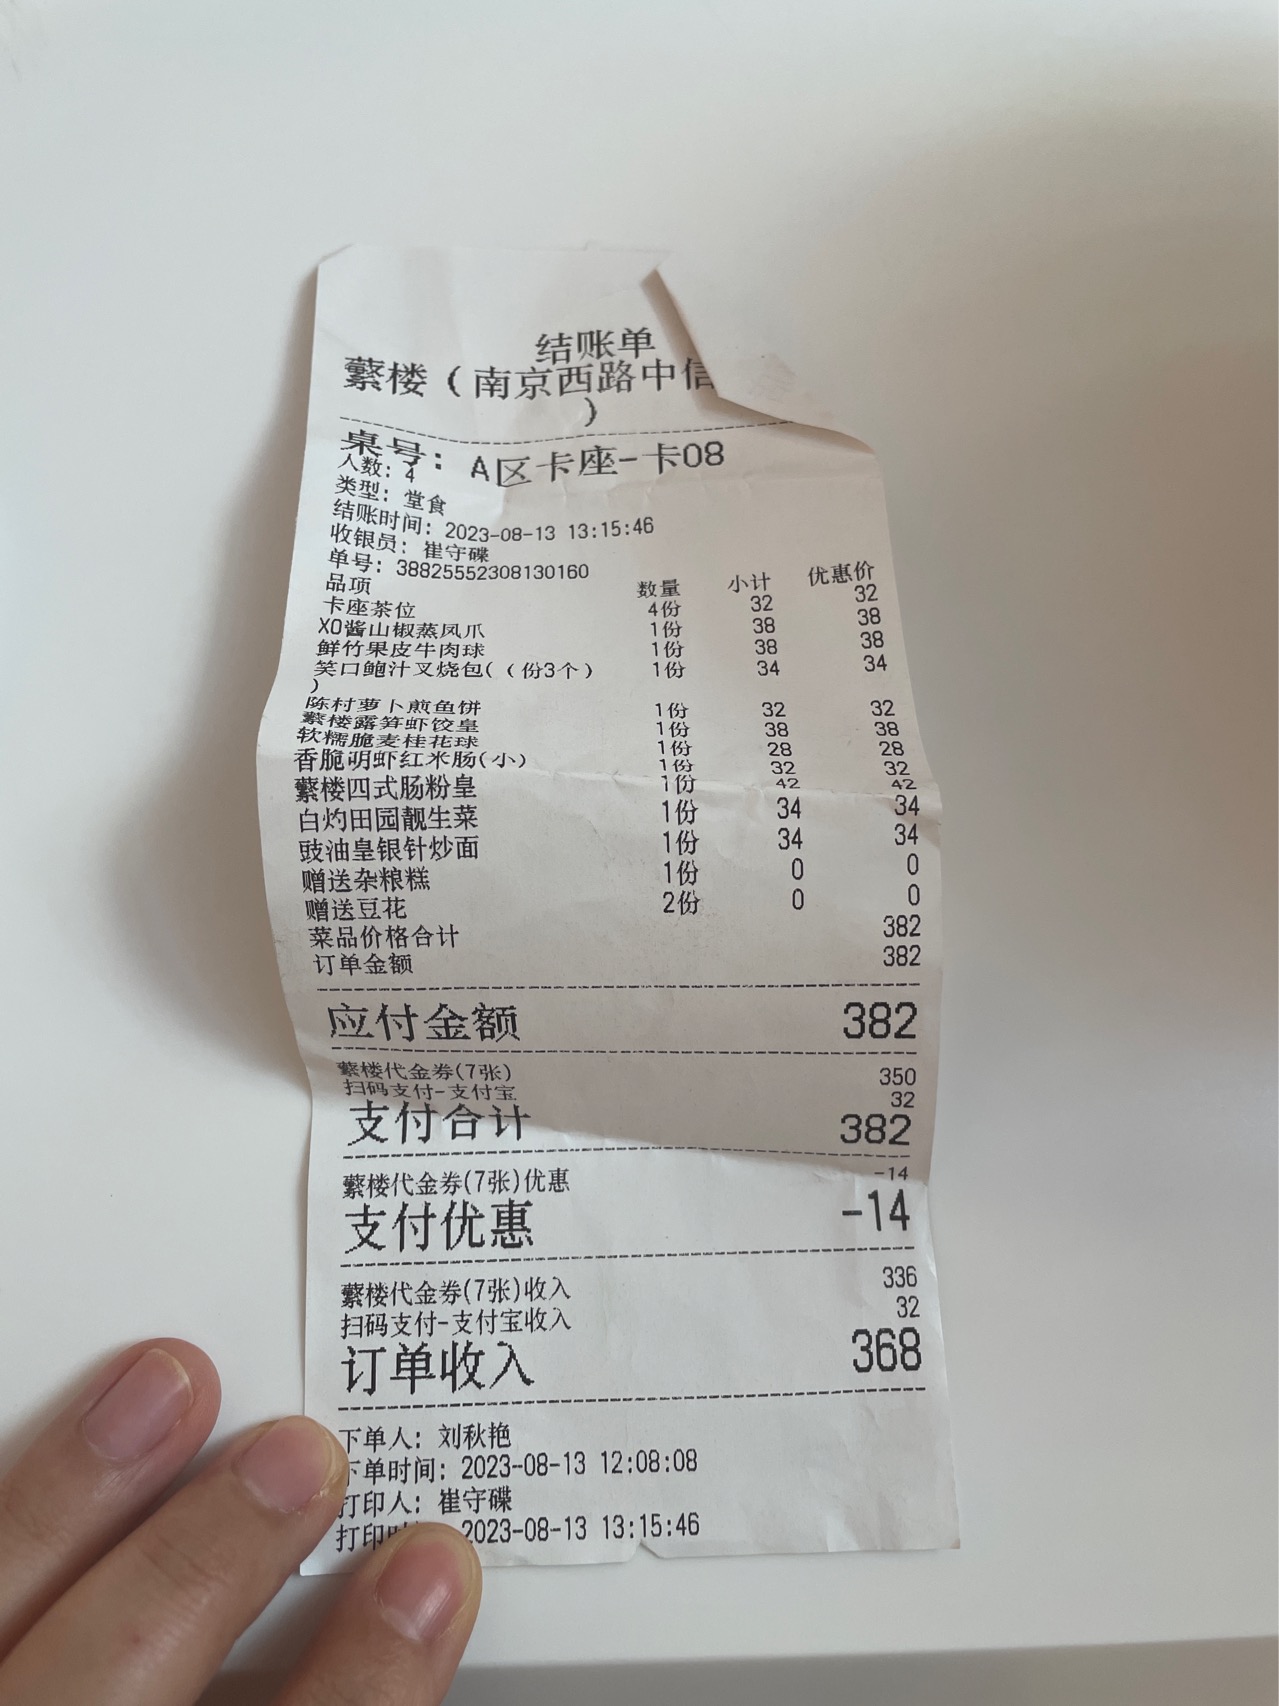 结账单
蘩楼（南京西路中信
）
桌号：A区卡座-卡08
人数：4
类型：堂食
结账时间：2023-08-13 13:15:46
收银员：崔守碟
单号：38825552308130160
品项 数量 小计 优惠价
卡座茶位 4份 32 32
XO酱山椒蒸凤爪 1份 38 38
鲜竹果皮牛肉球 1份 38 38
笑口鲍汁叉烧包(（份3个） 1份 34 34
)
陈村萝卜煎鱼饼 1份 32 32
蘩楼露笋虾饺皇 1份 38 38
软糯脆麦桂花球 1份 28 28
香脆明虾红米肠(小) 1份 32 32
蘩楼四式肠粉皇 1份 42 42
白灼田园靓生菜 1份 34 34
豉油皇银针炒面 1份 34 34
赠送杂粮糕 1份 0 0
赠送豆花 2份 0 0
菜品价格合计 382
订单金额 382
应付金额 382
蘩楼代金券(7张) 350
扫码支付-支付宝 32
支付合计 382
蘩楼代金券(7张)优惠 -14
支付优惠 -14
蘩楼代金券(7张)收入 336
扫码支付-支付宝收入 32
订单收入 368
下单人：刘秋艳
下单时间：2023-08-13 12:08:08
打印人：崔守碟
打印 2023-08-13 13:15:46